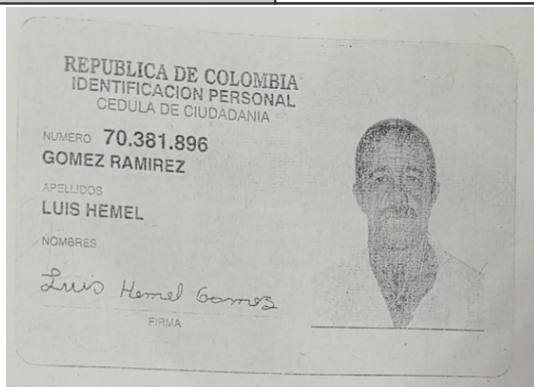 REPUBLICA DE COLOMBIA
IDENTIFICACION PERSONAL
CEDULA DE CIUDADANIA
NUMERO 70.381.896
GOMEZ RAMIREZ
APELLIDOS
LUIS HEMEL
NOMBRES
Luis Hemel Gomez
FIRMA